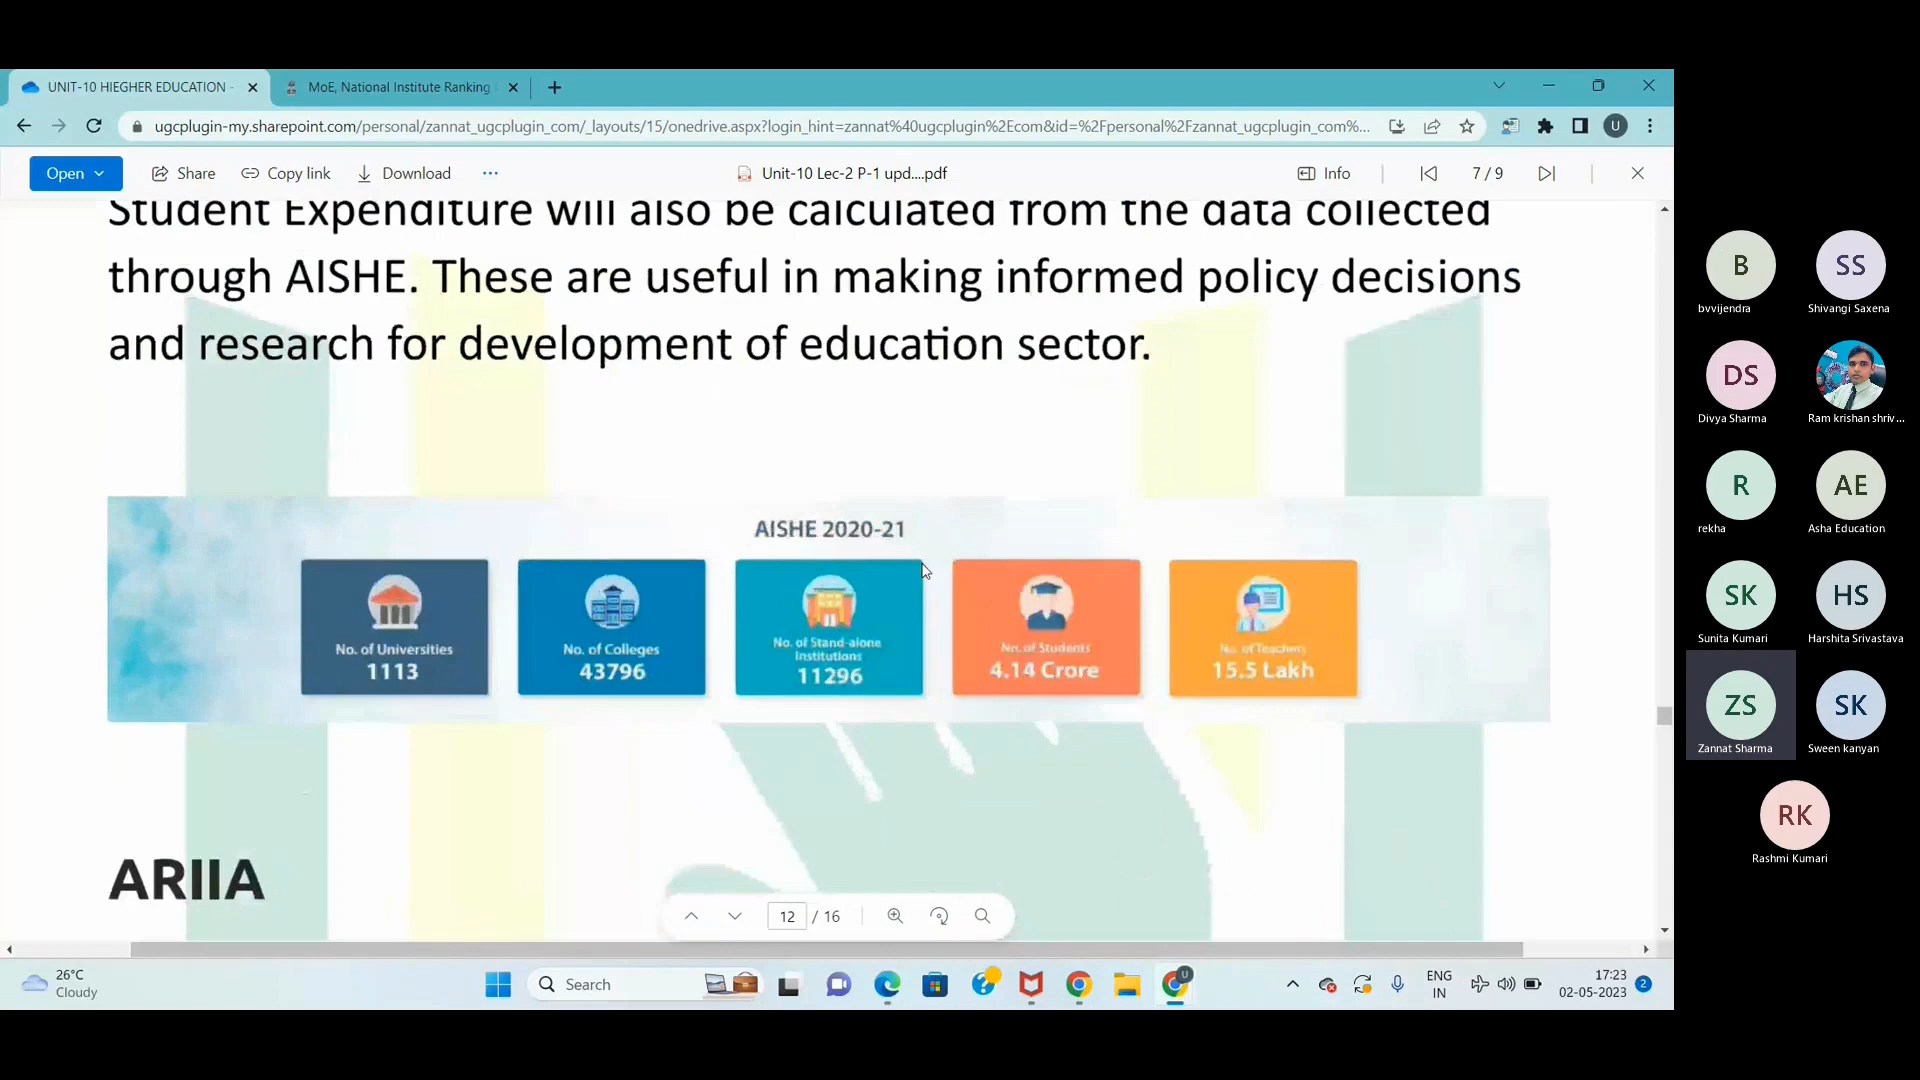 UNIT-10 HIEGHER EDUCATION -
MoE, National Institute Ranking
ugcplugin-my.sharepoint.com/personal/zannat_ugcplugin_com/_layouts/15/onedrive.aspx?login_hint=zannat%40ugcplugin%2Ecom&id=%2Fpersonal%2Fzannat_ugcplugin_com%...
U
Open
Share
Copy link
Download
Unit-10 Lec-2 P-1 upd....pdf
Info
7 / 9
Student Expenditure will also be calculated from the data collected
through AISHE. These are useful in making informed policy decisions
and research for development of education sector.
AISHE 2020-21
No. of Universities
1113
No. of Colleges
43796
No. of Stand-alone
Institutions
11296
No. of Students
4.14 Crore
No. of Teachers
15.5 Lakh
ARIIA
12 / 16
26°C
Cloudy
Search
U
ENG
IN
17:23
02-05-2023
2
B
bvvijendra
SS
Shivangi Saxena
DS
Divya Sharma
Ram krishan shriv...
R
rekha
AE
Asha Education
SK
Sunita Kumari
HS
Harshita Srivastava
ZS
Zannat Sharma
SK
Sween kanyan
RK
Rashmi Kumari